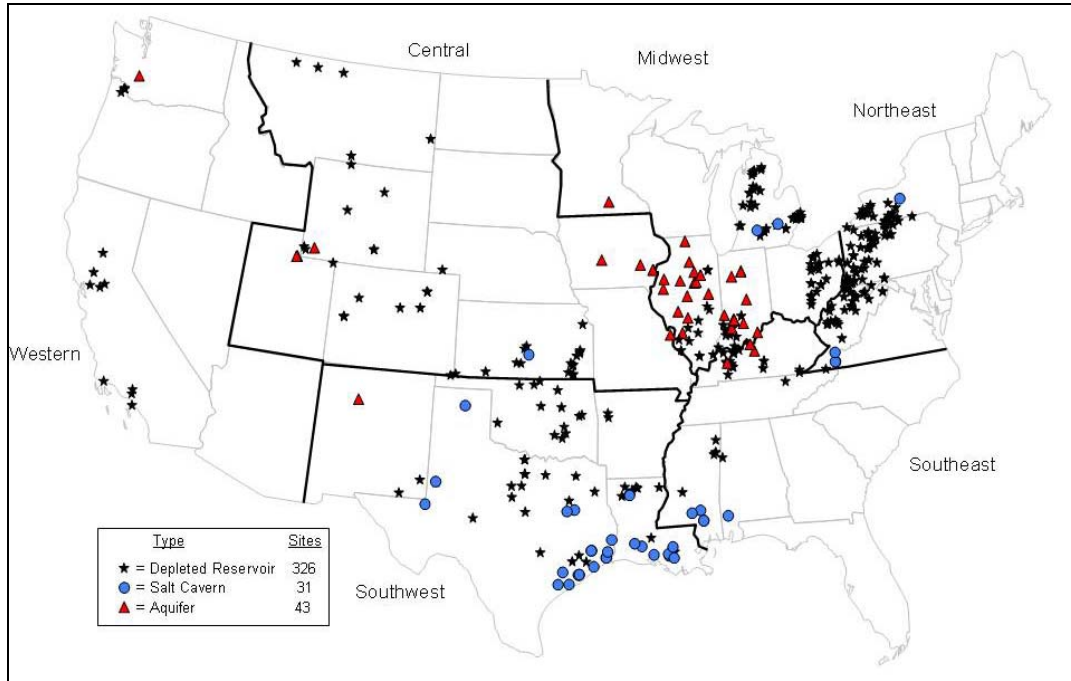 Central
Midwest
Northeast
Western
Southeast
Southwest
Type Sites
= Depleted Reservoir 326
= Salt Cavern 31
= Aquifer 43